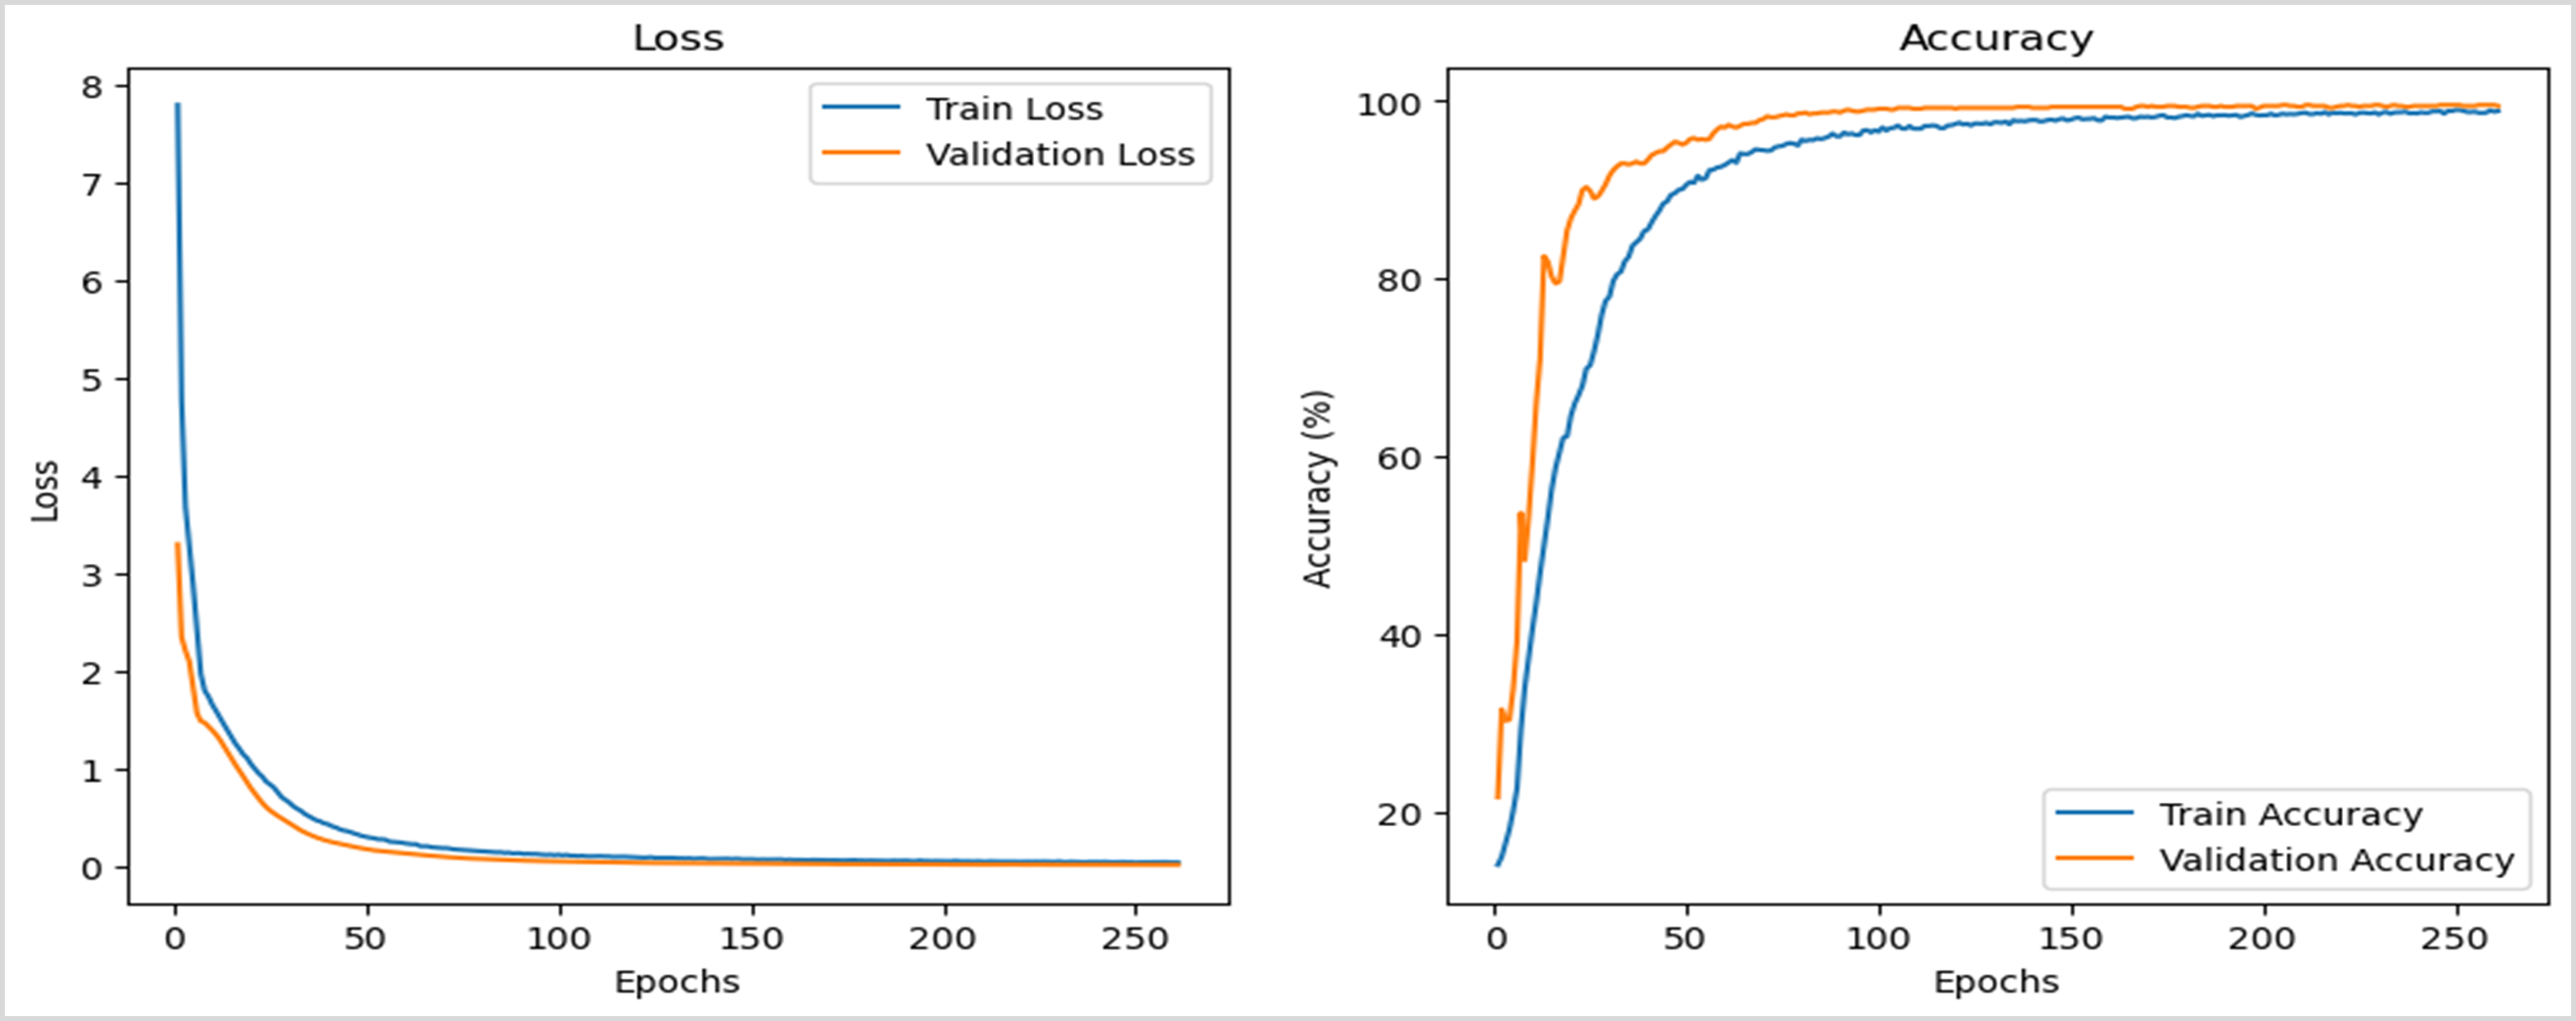 Loss
8
7
6
5
4
3
2
1
0
Loss
0 50 100 150 200 250
Epochs
Train Loss
Validation Loss
Accuracy
100
80
60
40
20
Accuracy (%)
0 50 100 150 200 250
Epochs
Train Accuracy
Validation Accuracy